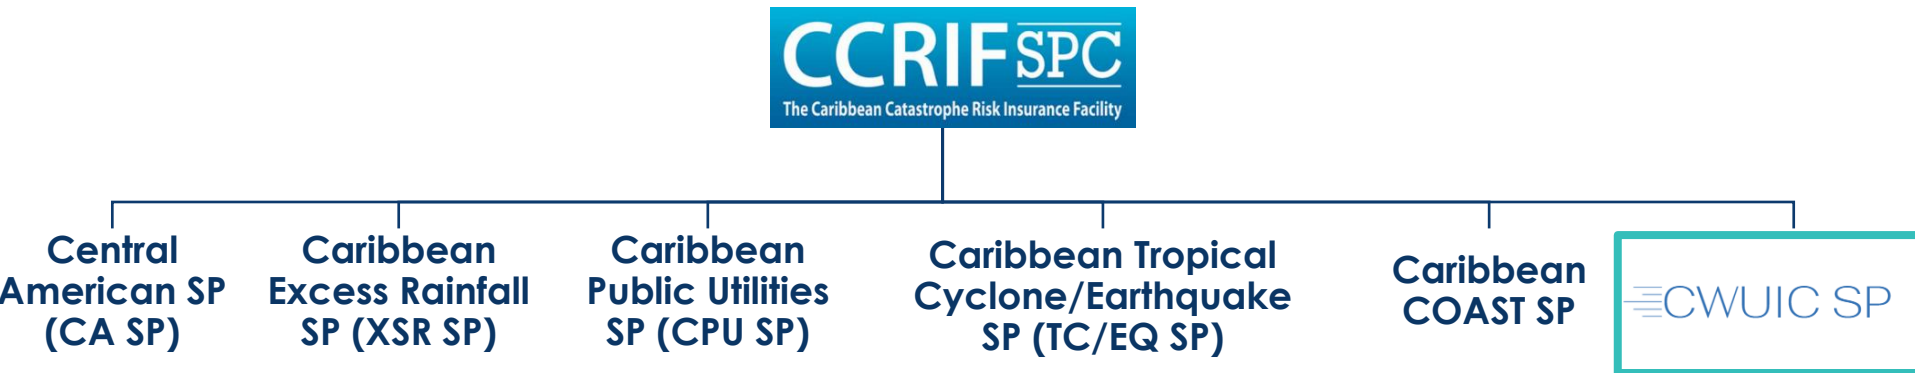 CCRIF SPC
The Caribbean Catastrophe Risk Insurance Facility
Central
American SP
(CA SP)
Caribbean
Excess Rainfall
SP (XSR SP)
Caribbean
Public Utilities
SP (CPU SP)
Caribbean Tropical
Cyclone/Earthquake
SP (TC/EQ SP)
Caribbean
COAST SP
CWUIC SP